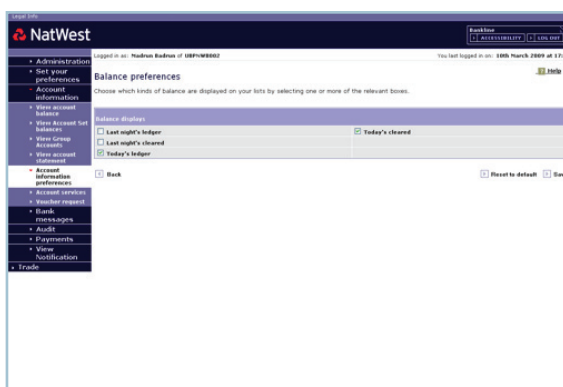 Legal Info
NatWest
Bankline
ACCESSIBILITY LOG OUT
Logged in as: Nadrun Badrun of
You last logged in on: 10th March 2009 at 17:
Administration
Set your
preferences
Account
information
View account
balance
View Account Set
balances
View Group
Accounts
View account
statement
Account
information
preferences
Account services
Voucher request
Bank
messages
Audit
Payments
View
Notification
Trade
Help
Balance preferences
Choose which kinds of balance are displayed on your lists by selecting one or more of the relevant boxes.
Balance displays
Last night's ledger
Today's cleared
Last night's cleared
Today's ledger
Back
Reset to default
Sav